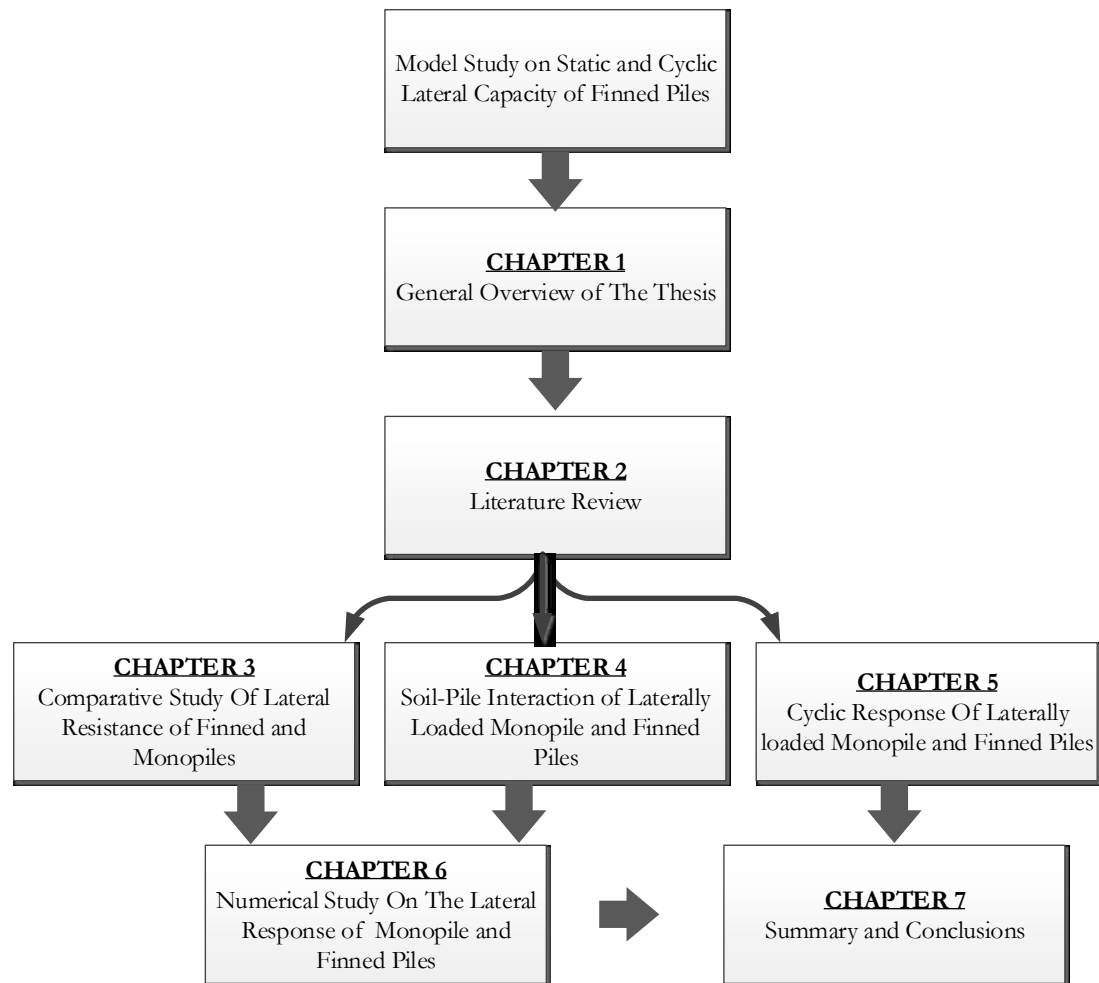 Model Study on Static and Cyclic
Lateral Capacity of Finned Piles
CHAPTER 1
General Overview of The Thesis
CHAPTER 2
Literature Review
CHAPTER 3
Comparative Study Of Lateral
Resistance of Finned and
Monopiles
CHAPTER 4
Soil-Pile Interaction of Laterally
Loaded Monopile and Finned
Piles
CHAPTER 5
Cyclic Response Of Laterally
loaded Monopile and Finned Piles
CHAPTER 6
Numerical Study On The Lateral
Response of Monopile and
Finned Piles
CHAPTER 7
Summary and Conclusions